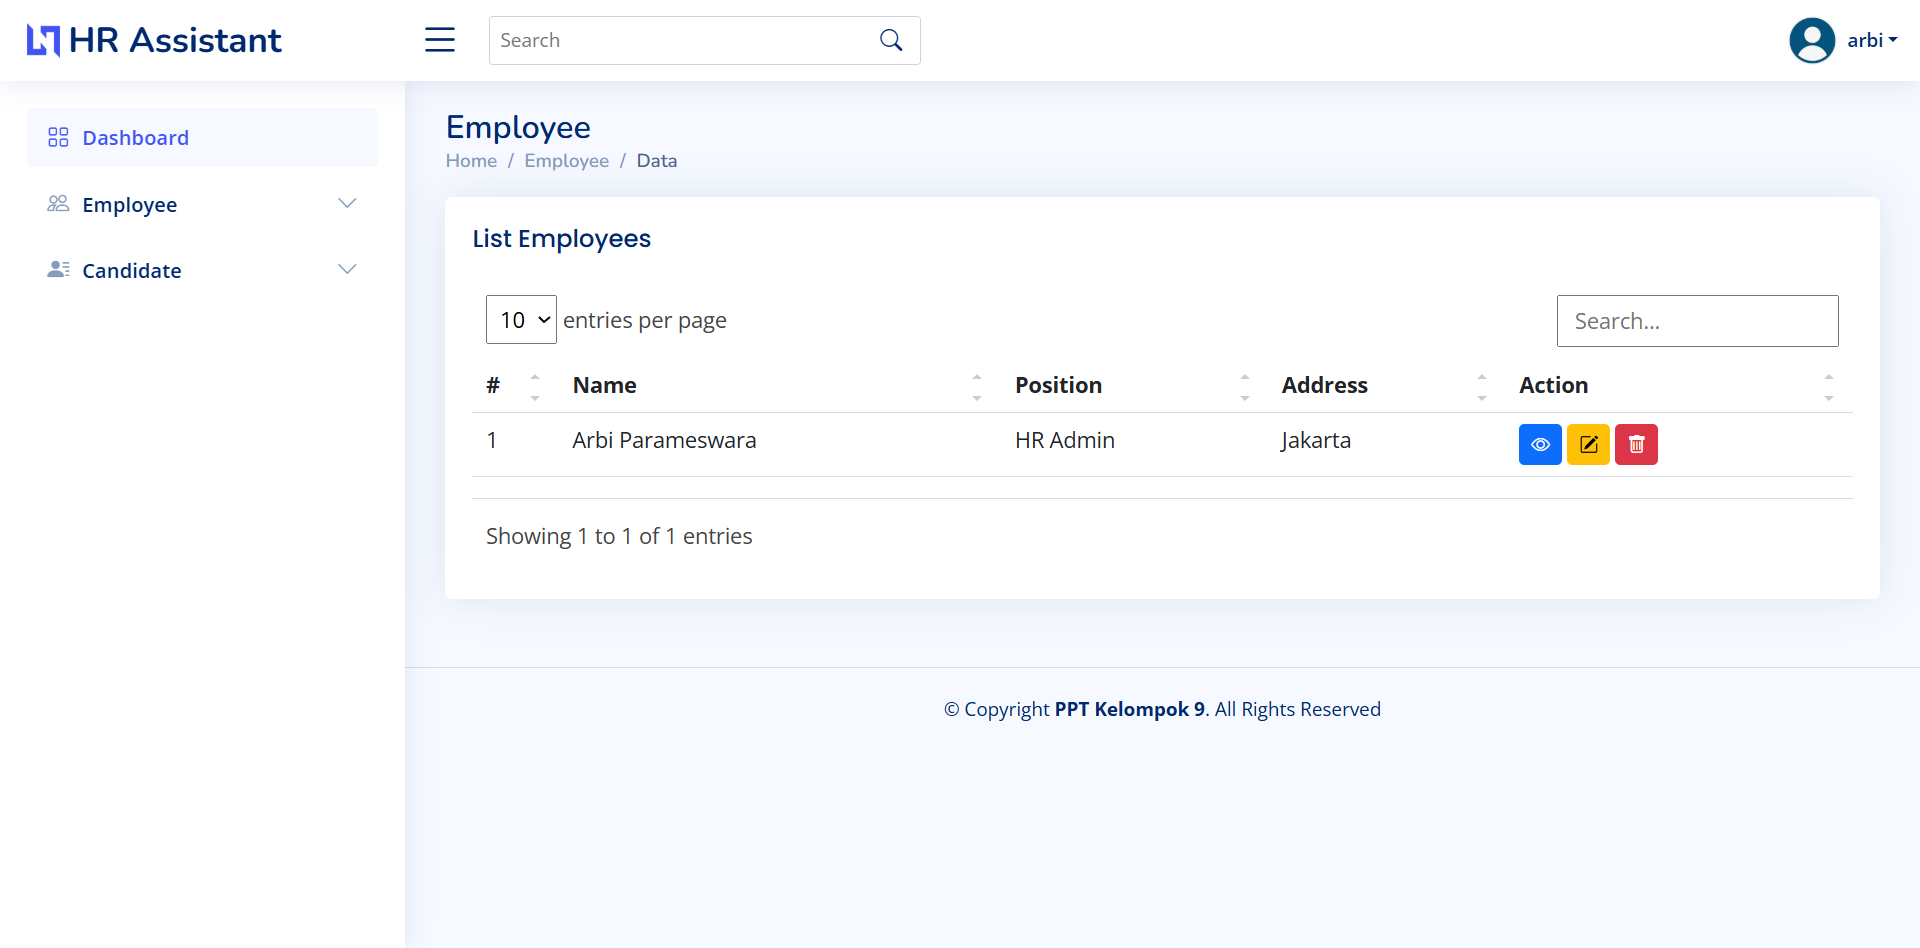 HR Assistant
Search
arbi
Dashboard
Employee
Candidate
Employee
Home / Employee / Data
List Employees
10 entries per page
Search...
# Name Position Address Action
1 Arbi Parameswara HR Admin Jakarta
Showing 1 to 1 of 1 entries
© Copyright PPT Kelompok 9. All Rights Reserved